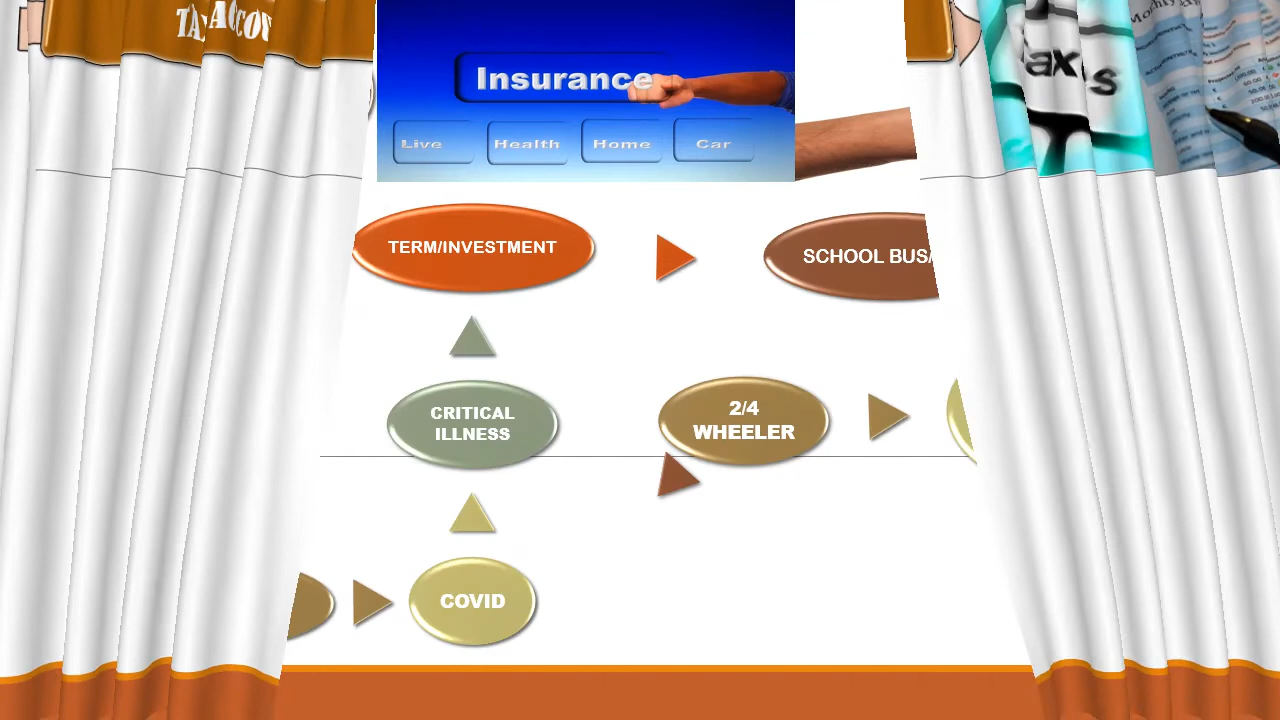 Insurance
Live Health Home Car
TERM/INVESTMENT
SCHOOL BUS/
CRITICAL
ILLNESS
2/4
WHEELER
COVID